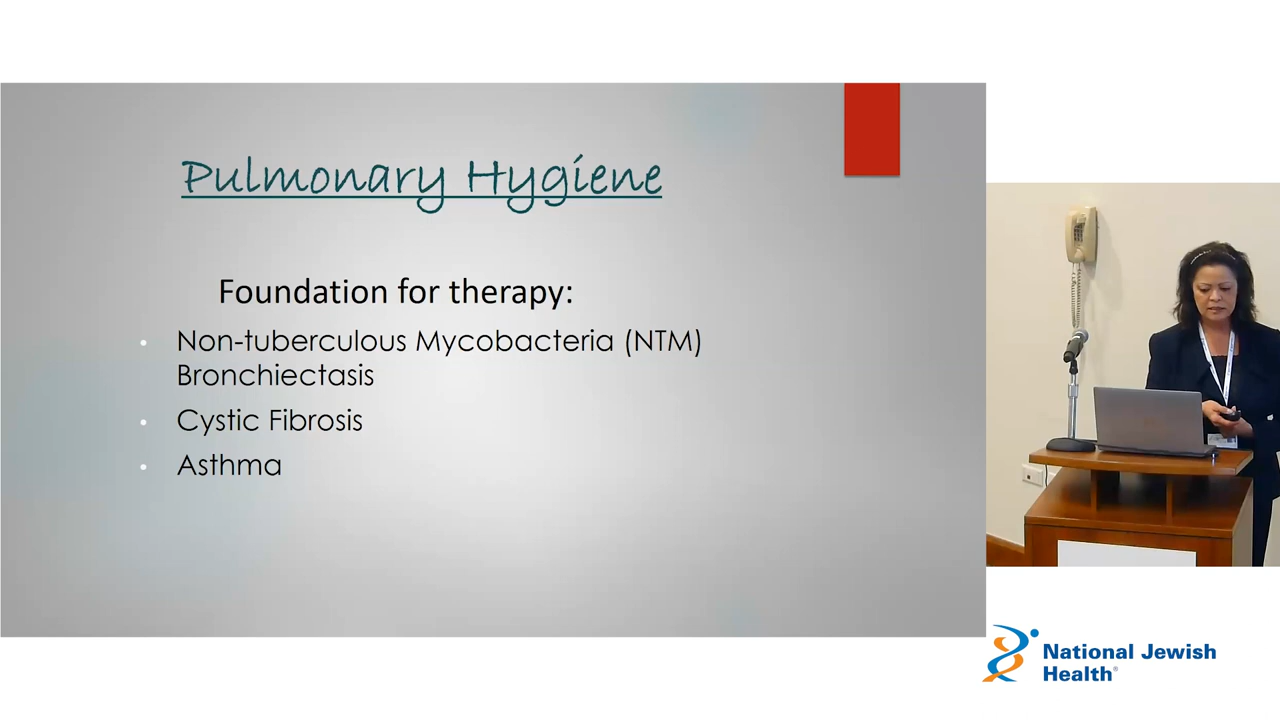 Pulmonary Hygiene
Foundation for therapy:
• Non-tuberculous Mycobacteria (NTM)
Bronchiectasis
• Cystic Fibrosis
• Asthma
National Jewish
Health®